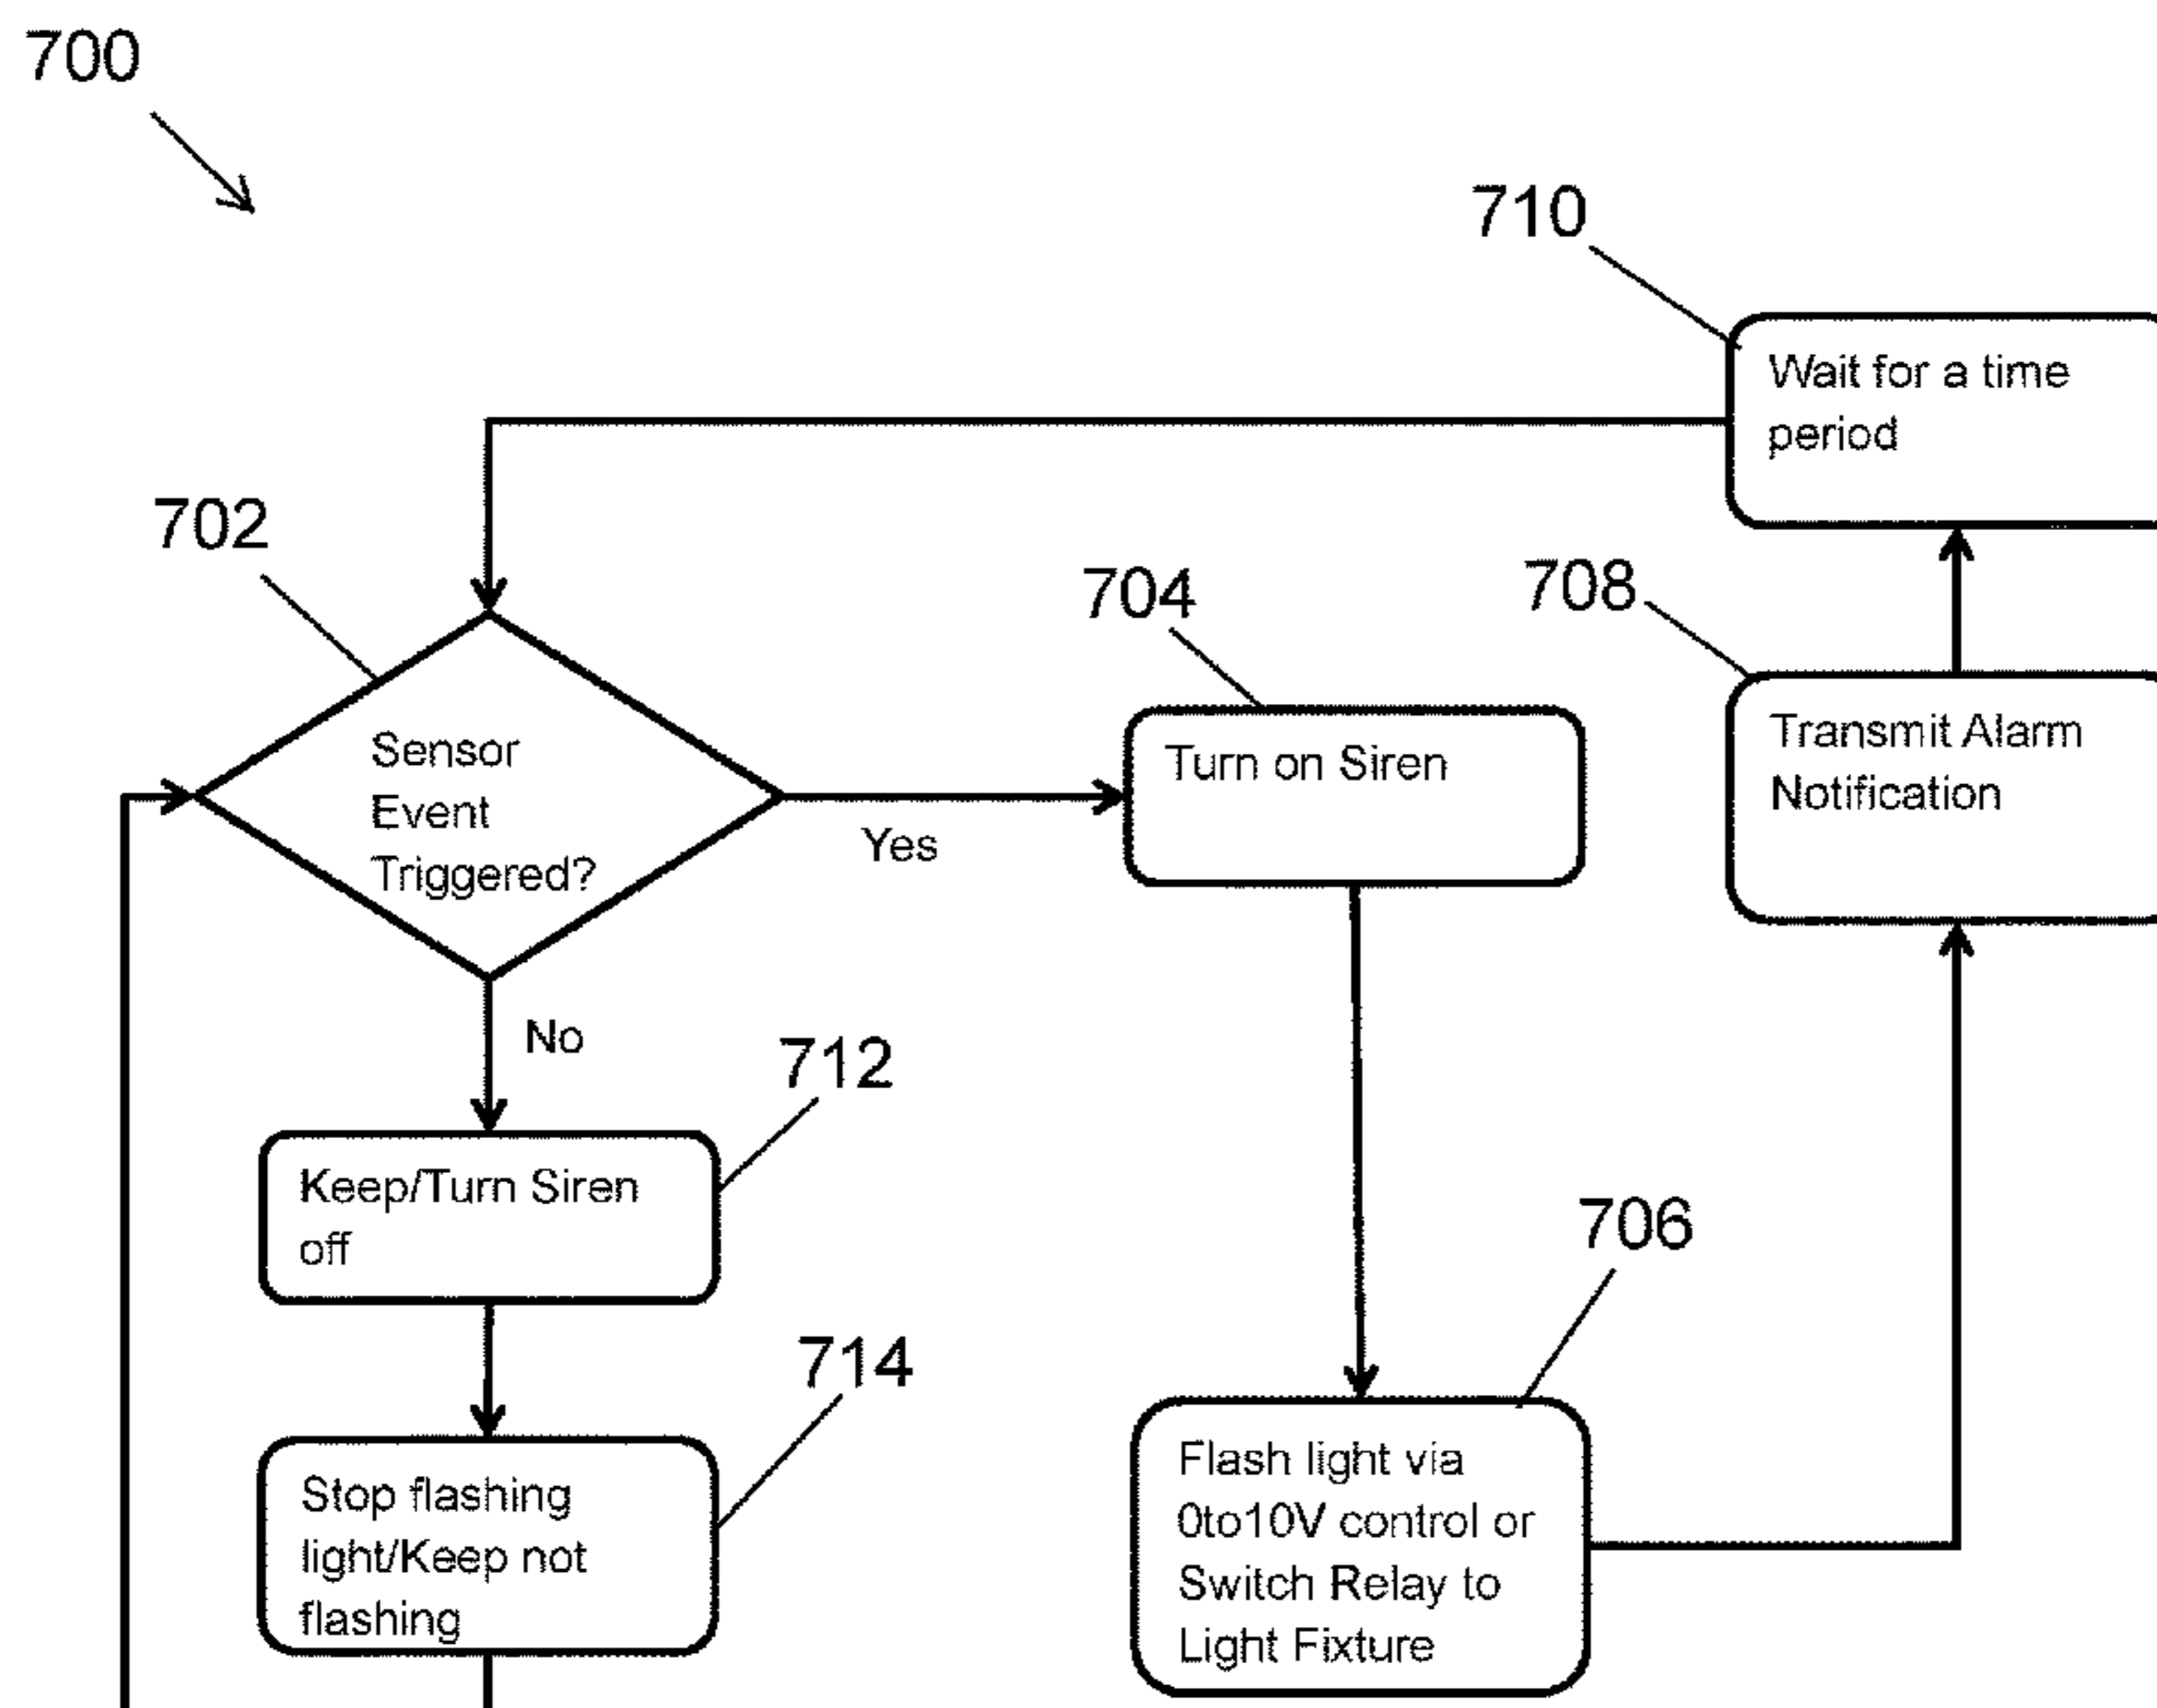 700
710
Wait for a time
period
702
704
708
Sensor
Event
Triggered?
Yes
Turn on Siren
Transmit Alarm
Notification
No
712
Keep/Turn Siren
off
706
714
Stop flashing
light/Keep not
flashing
Flash light via
0to10V control or
Switch Relay to
Light Fixture